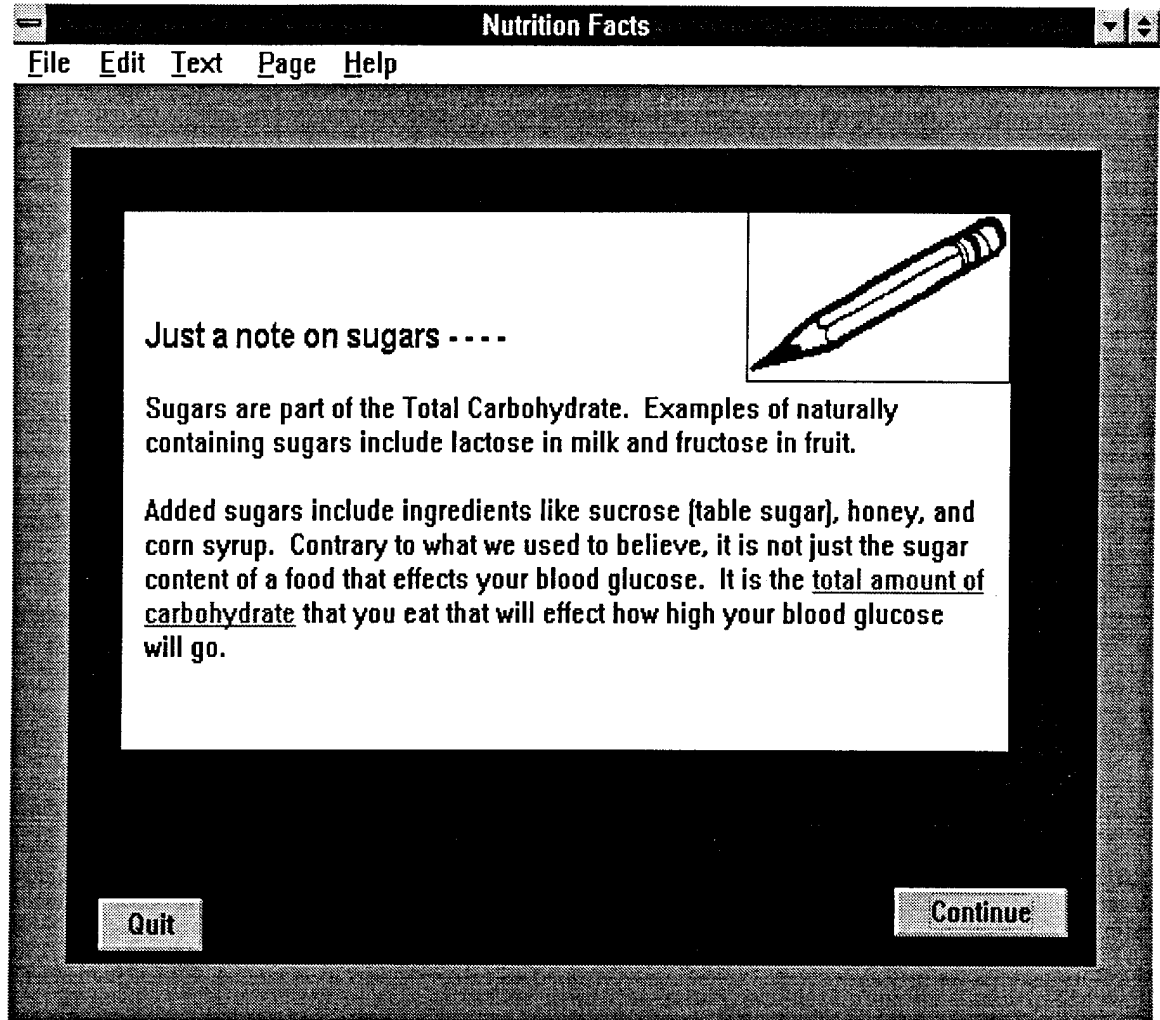 Nutrition Facts
File Edit Text Page Help
Just a note on sugars - - - -
Sugars are part of the Total Carbohydrate. Examples of naturally
containing sugars include lactose in milk and fructose in fruit.
Added sugars include ingredients like sucrose (table sugar), honey, and
corn syrup. Contrary to what we used to believe, it is not just the sugar
content of a food that effects your blood glucose. It is the total amount of
carbohydrate that you eat that will effect how high your blood glucose
will go.
Quit
Continue